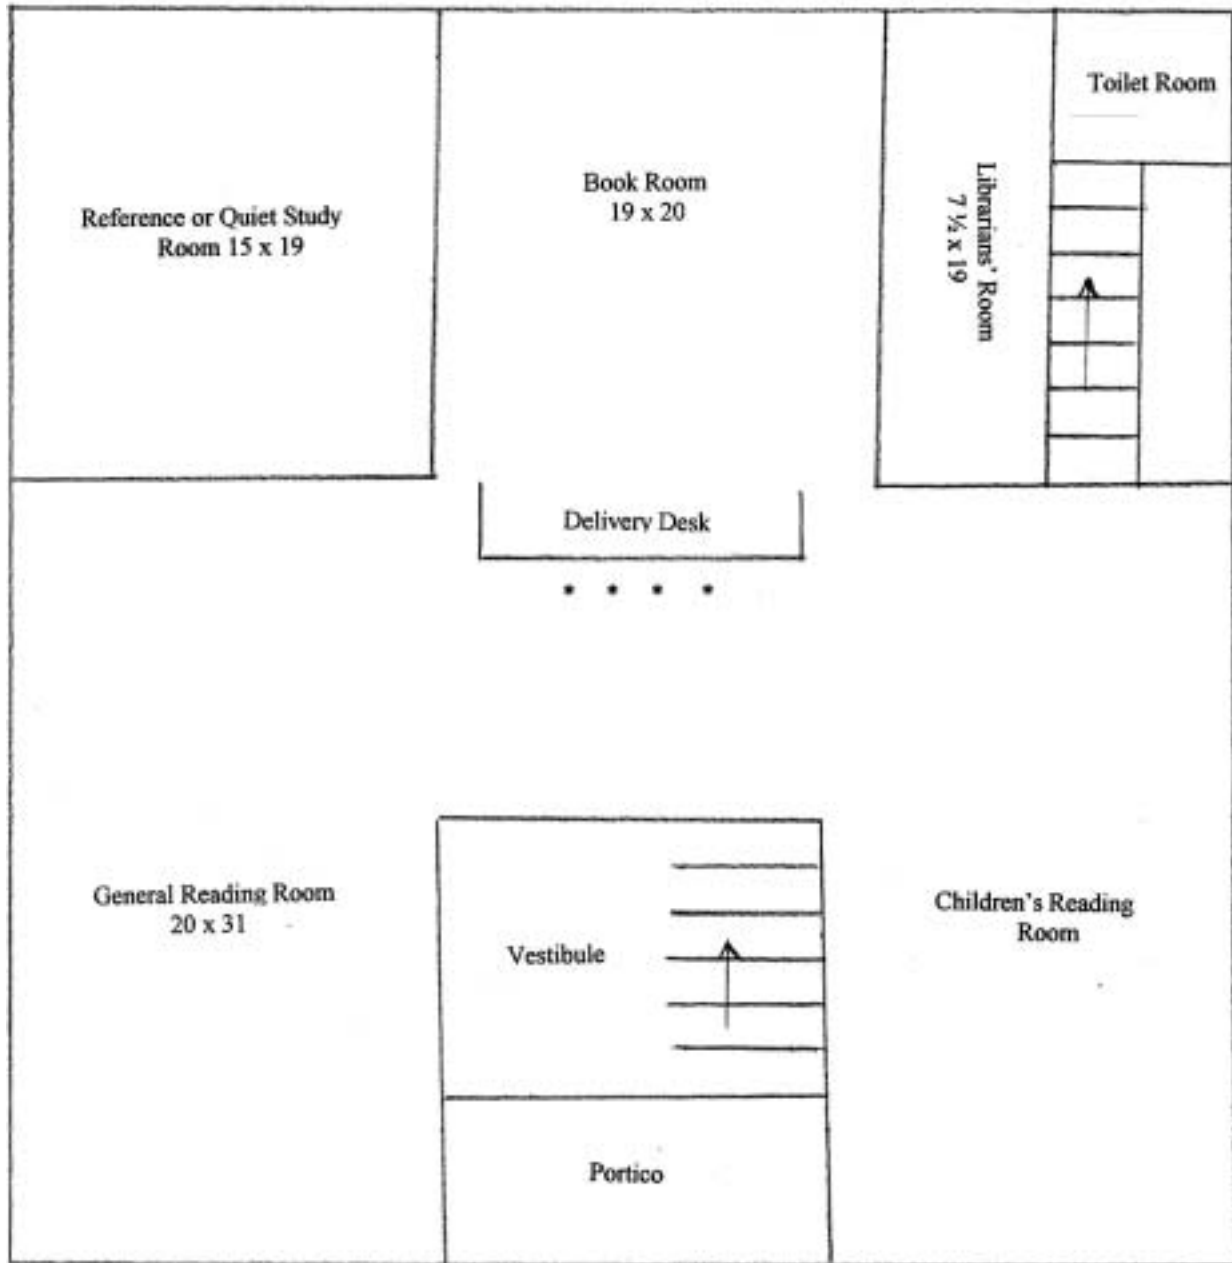 Toilet Room
Reference or Quiet Study
Room 15 x 19
Book Room
19 x 20
Librarians' Room
7 ½ x 19
Delivery Desk
* * * *
General Reading Room
20 x 31
Vestibule
Children's Reading
Room
Portico